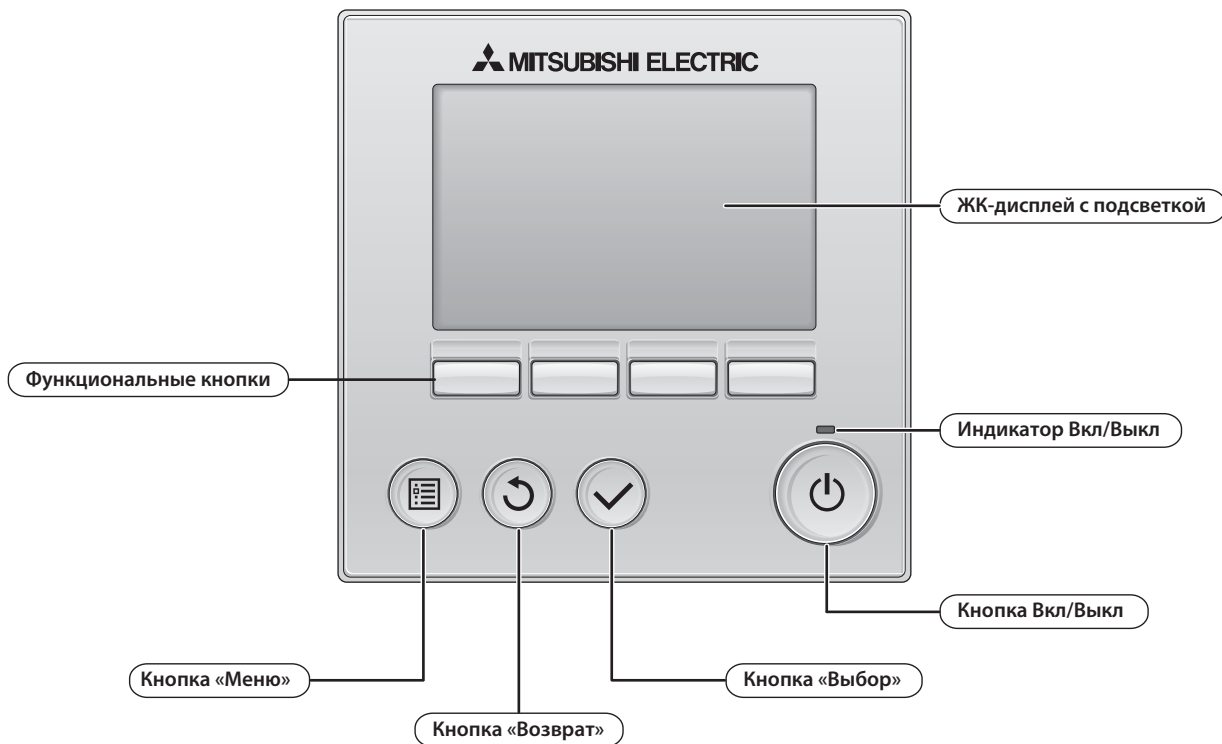 MITSUBISHI ELECTRIC
ЖК-дисплей с подсветкой
Функциональные кнопки
Индикатор Вкл/Выкл
Кнопка Вкл/Выкл
Кнопка «Меню»
Кнопка «Выбор»
Кнопка «Возврат»